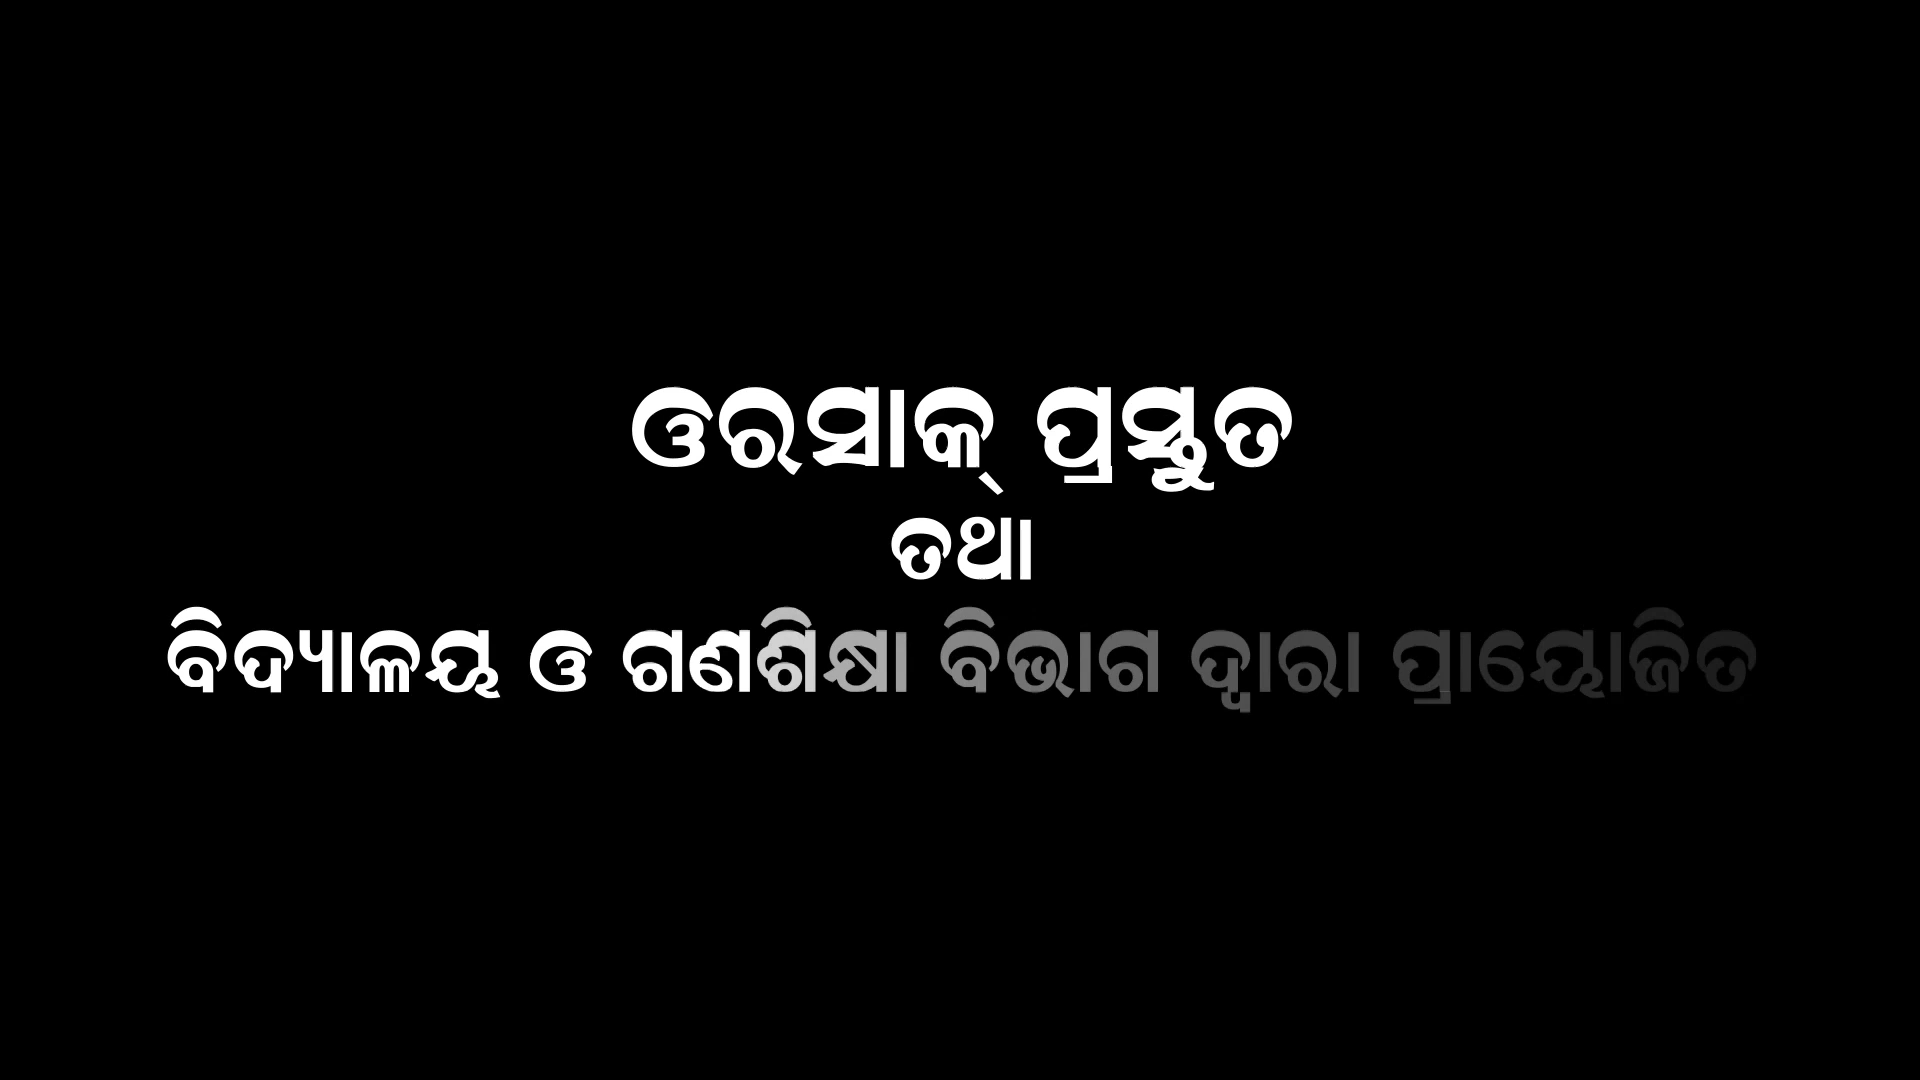 ଓରସାକ୍ ପ୍ରସ୍ତୁତ
ତଥା
ବିଦ୍ୟାଳୟ ଓ ଗଣଶିକ୍ଷା ବିଭାଗ ଦ୍ୱାରା ପ୍ରାୟୋଜିତ